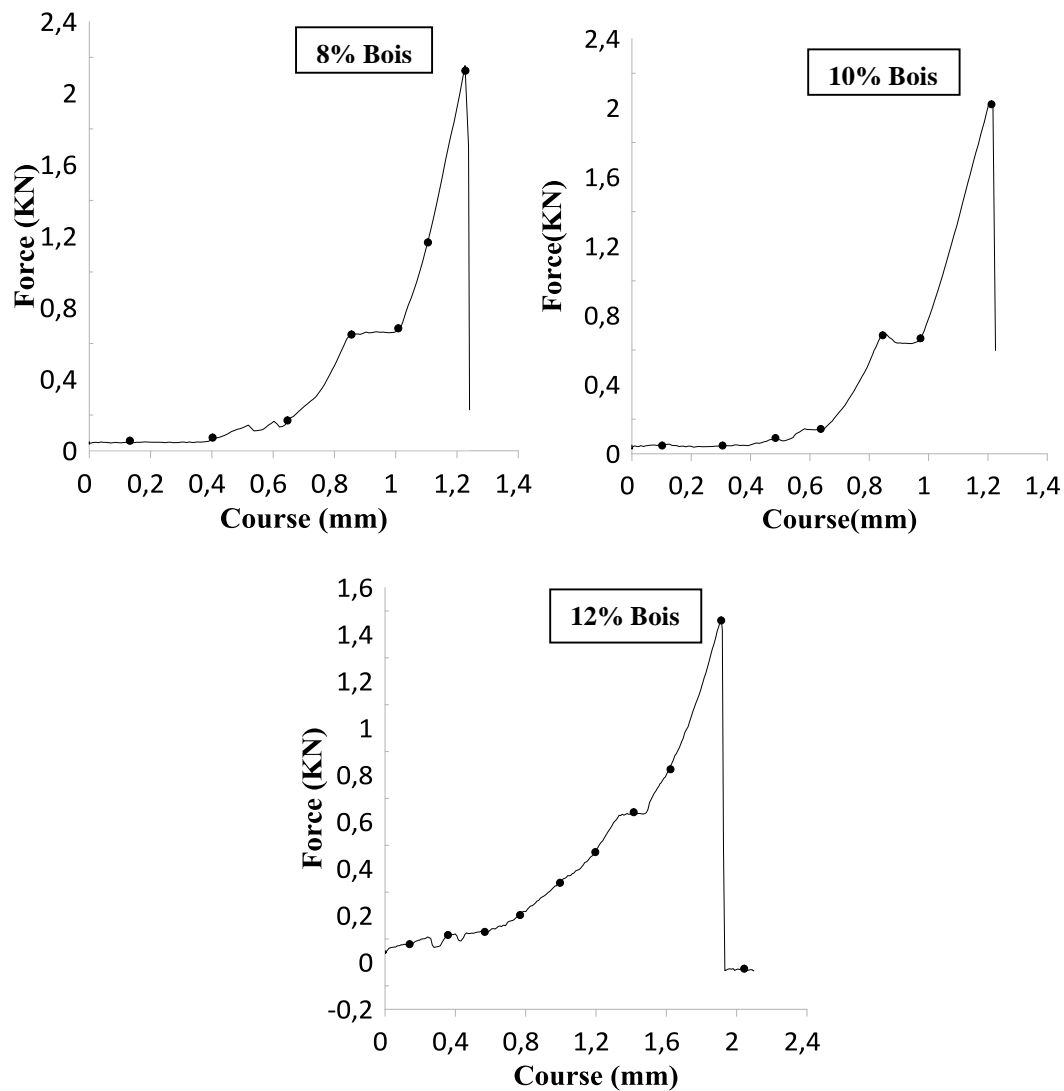 8% Bois
Force (KN)
2,4
2
1,6
1,2
0,8
0,4
0
0 0,2 0,4 0,6 0,8 1 1,2 1,4
Course (mm)
10% Bois
Force(KN)
2,4
2
1,6
1,2
0,8
0,4
0
0 0,2 0,4 0,6 0,8 1 1,2 1,4
Course(mm)
12% Bois
Force (KN)
1,6
1,4
1,2
1
0,8
0,6
0,4
0,2
0
-0,2
0 0,4 0,8 1,2 1,6 2 2,4
Course (mm)